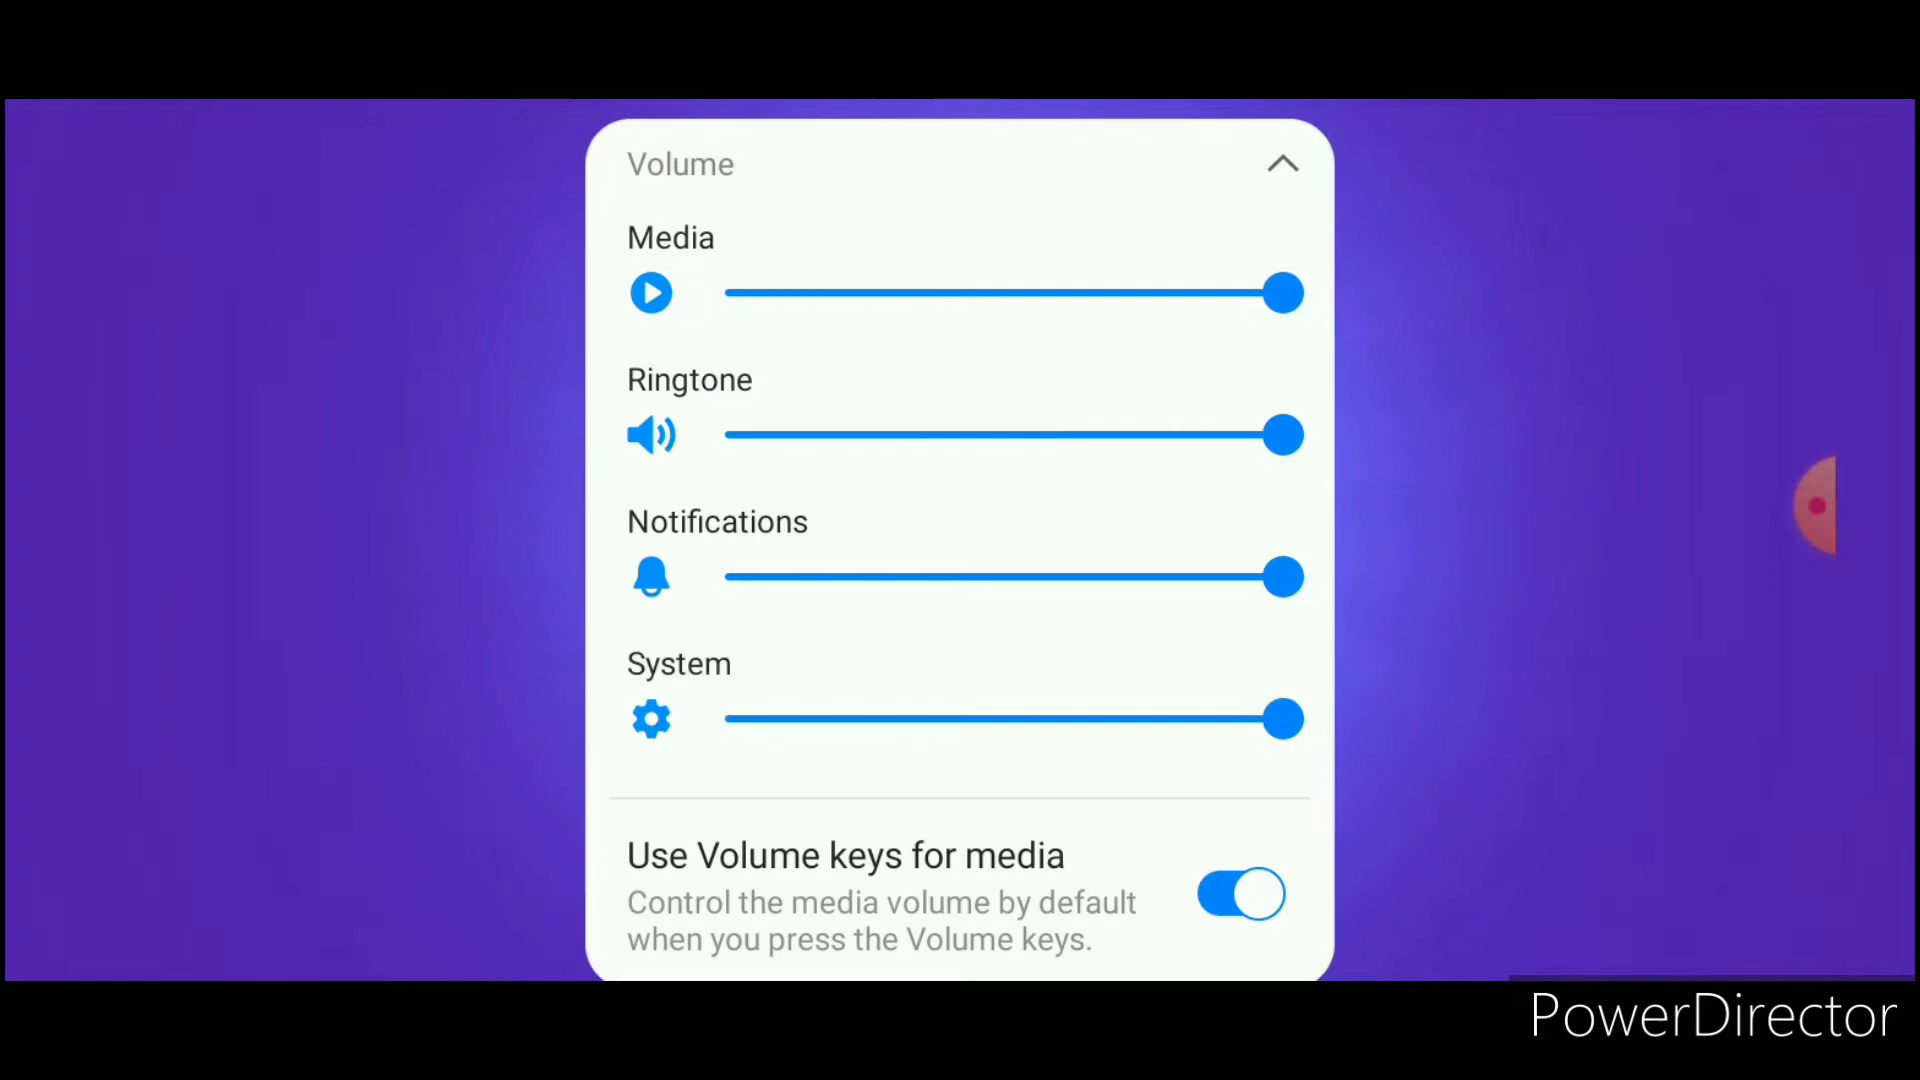 Volume
Media
Ringtone
Notifications
System
Use Volume keys for media
Control the media volume by default
when you press the Volume keys.
PowerDirector